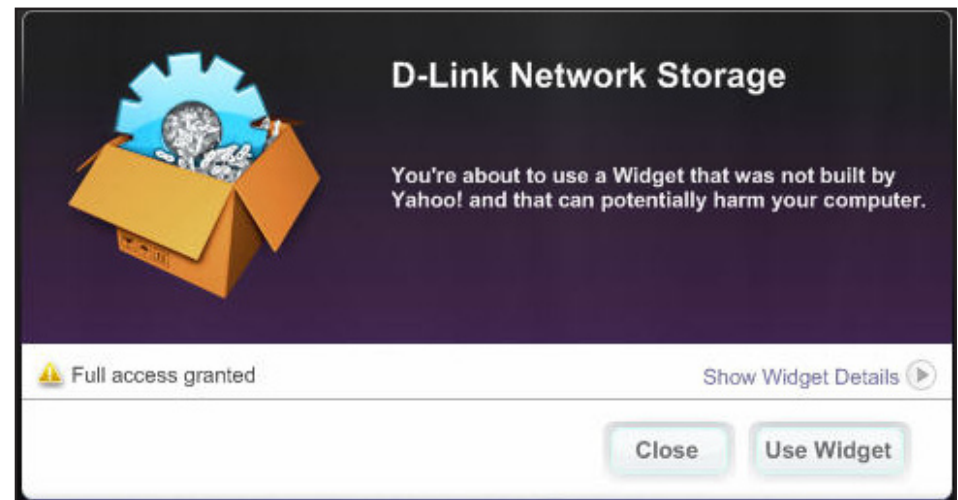 D-Link Network Storage
You're about to use a Widget that was not built by
Yahoo! and that can potentially harm your computer.
Full access granted
Show Widget Details
Close
Use Widget